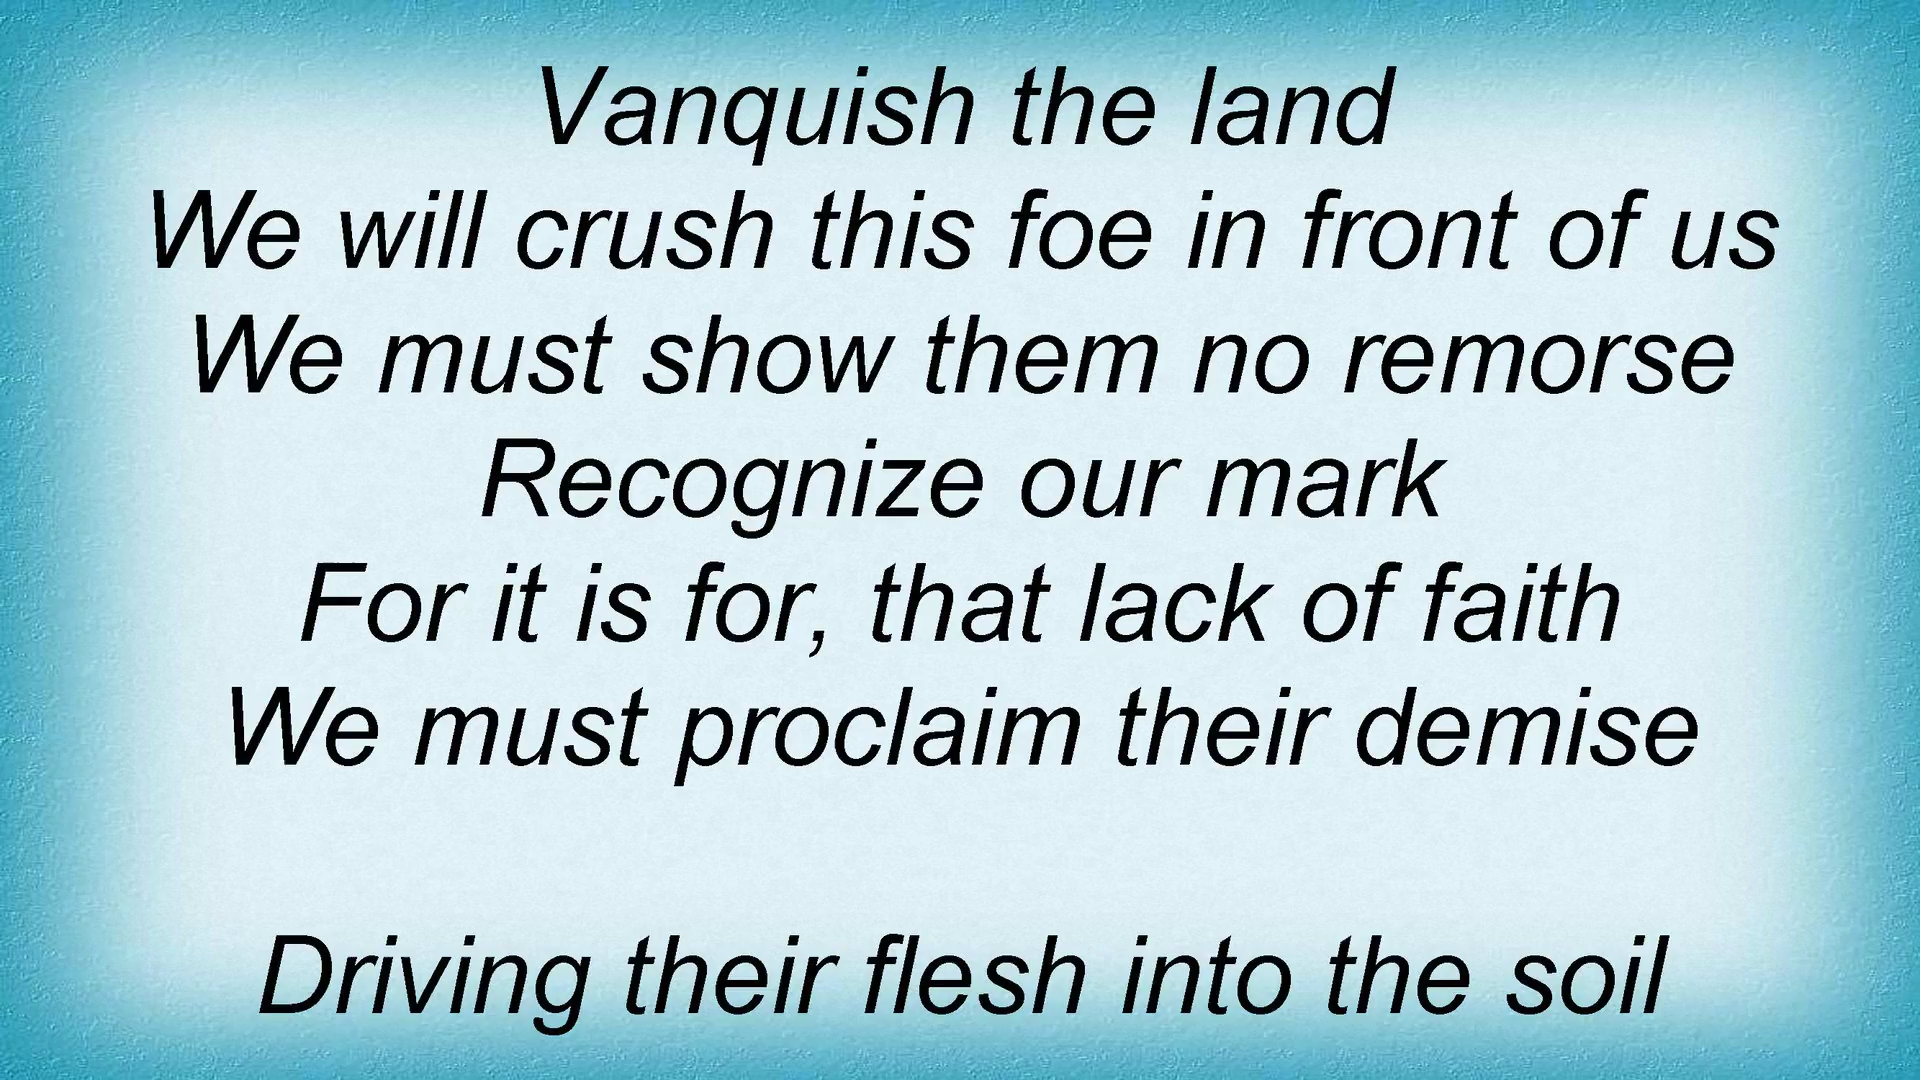 Vanquish the land
We will crush this foe in front of us
We must show them no remorse
Recognize our mark
For it is for, that lack of faith
We must proclaim their demise
Driving their flesh into the soil